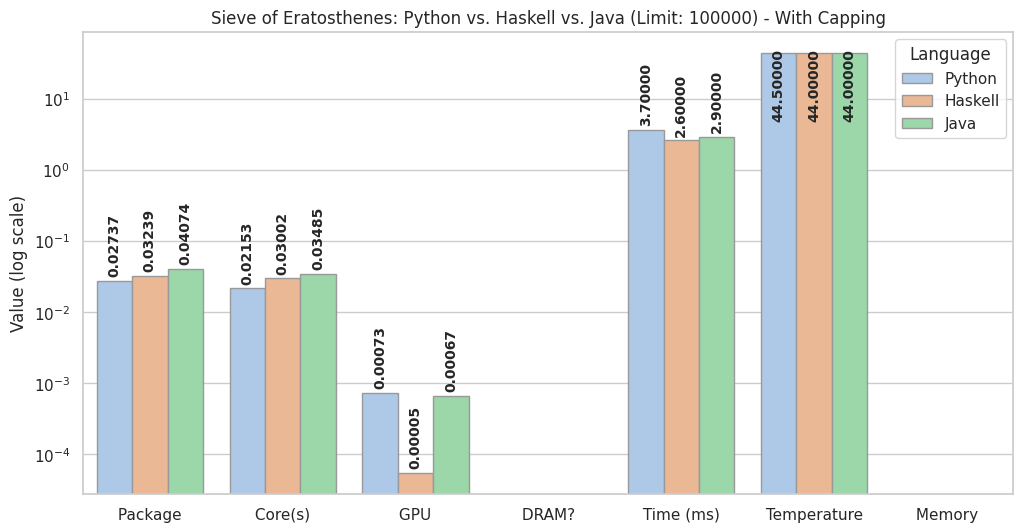 Sieve of Eratosthenes: Python vs. Haskell vs. Java (Limit: 100000) - With Capping
Value (log scale)
10¹
10⁰
10⁻¹
10⁻²
10⁻³
10⁻⁴
0.02737
0.03239
0.04074
0.02153
0.03002
0.03485
0.00073
0.00005
0.00067
3.70000
2.60000
2.90000
44.50000
44.00000
44.00000
Language
Python
Haskell
Java
Package
Core(s)
GPU
DRAM?
Time (ms)
Temperature
Memory